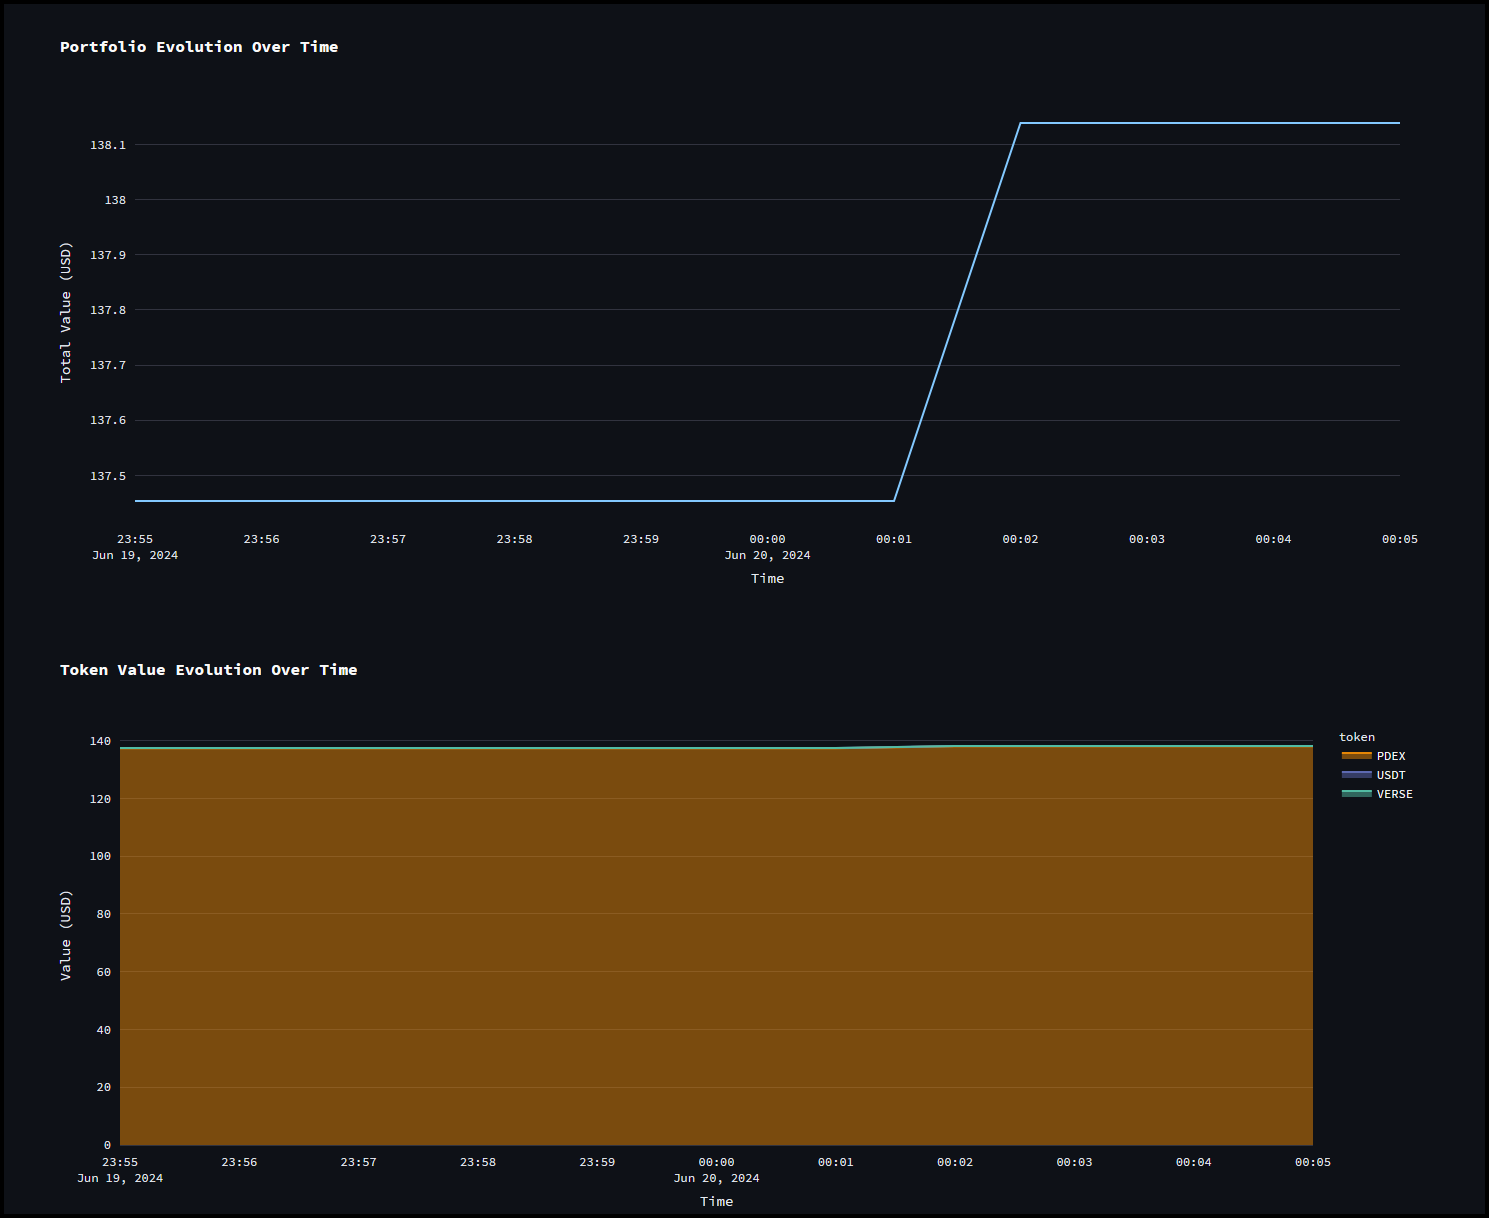 Portfolio Evolution Over Time
138.1
138
137.9
137.8
137.7
137.6
137.5
Total Value (USD)
23:55 23:56 23:57 23:58 23:59 00:00 00:01 00:02 00:03 00:04 00:05
Jun 19, 2024 Jun 20, 2024
Time
Token Value Evolution Over Time
140
120
100
80
60
40
20
0
Value (USD)
token
PDEX
USDT
VERSE
23:55 23:56 23:57 23:58 23:59 00:00 00:01 00:02 00:03 00:04 00:05
Jun 19, 2024 Jun 20, 2024
Time